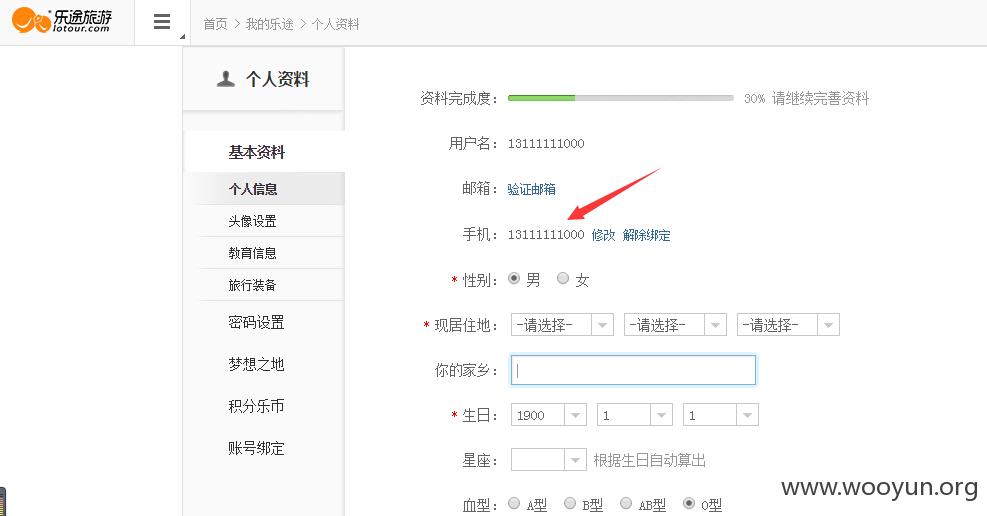 乐途旅游
lotour.com
首页 > 我的乐途 > 个人资料
个人资料
基本资料
个人信息
头像设置
教育信息
旅行装备
密码设置
梦想之地
积分乐币
账号绑定
资料完成度： 30% 请继续完善资料
用户名： 13111111000
邮箱： 验证邮箱
手机： 13111111000 修改 解除绑定
* 性别： 男 女
* 现居住地： -请选择- -请选择- -请选择-
你的家乡：
* 生日： 1900 1 1
星座： 根据生日自动算出
血型： A型 B型 AB型 O型
www.wooyun.org